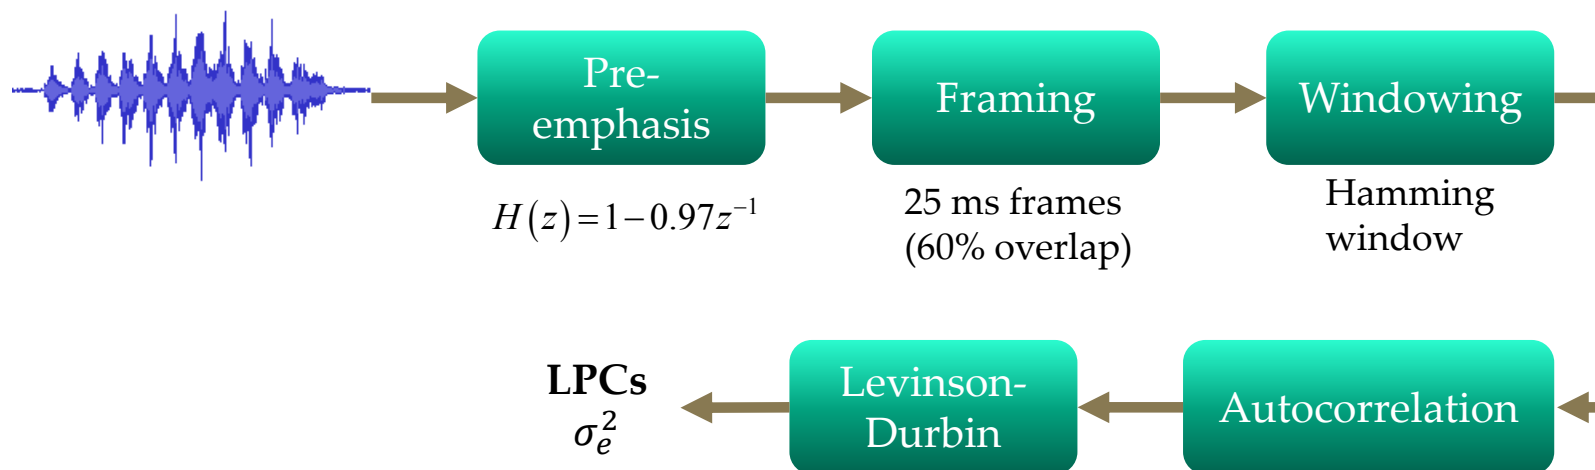 Pre-
emphasis
Framing
Windowing
H(z)=1−0.97z⁻¹
25 ms frames
(60% overlap)
Hamming
window
LPCs
σₑ²
Levinson-
Durbin
Autocorrelation